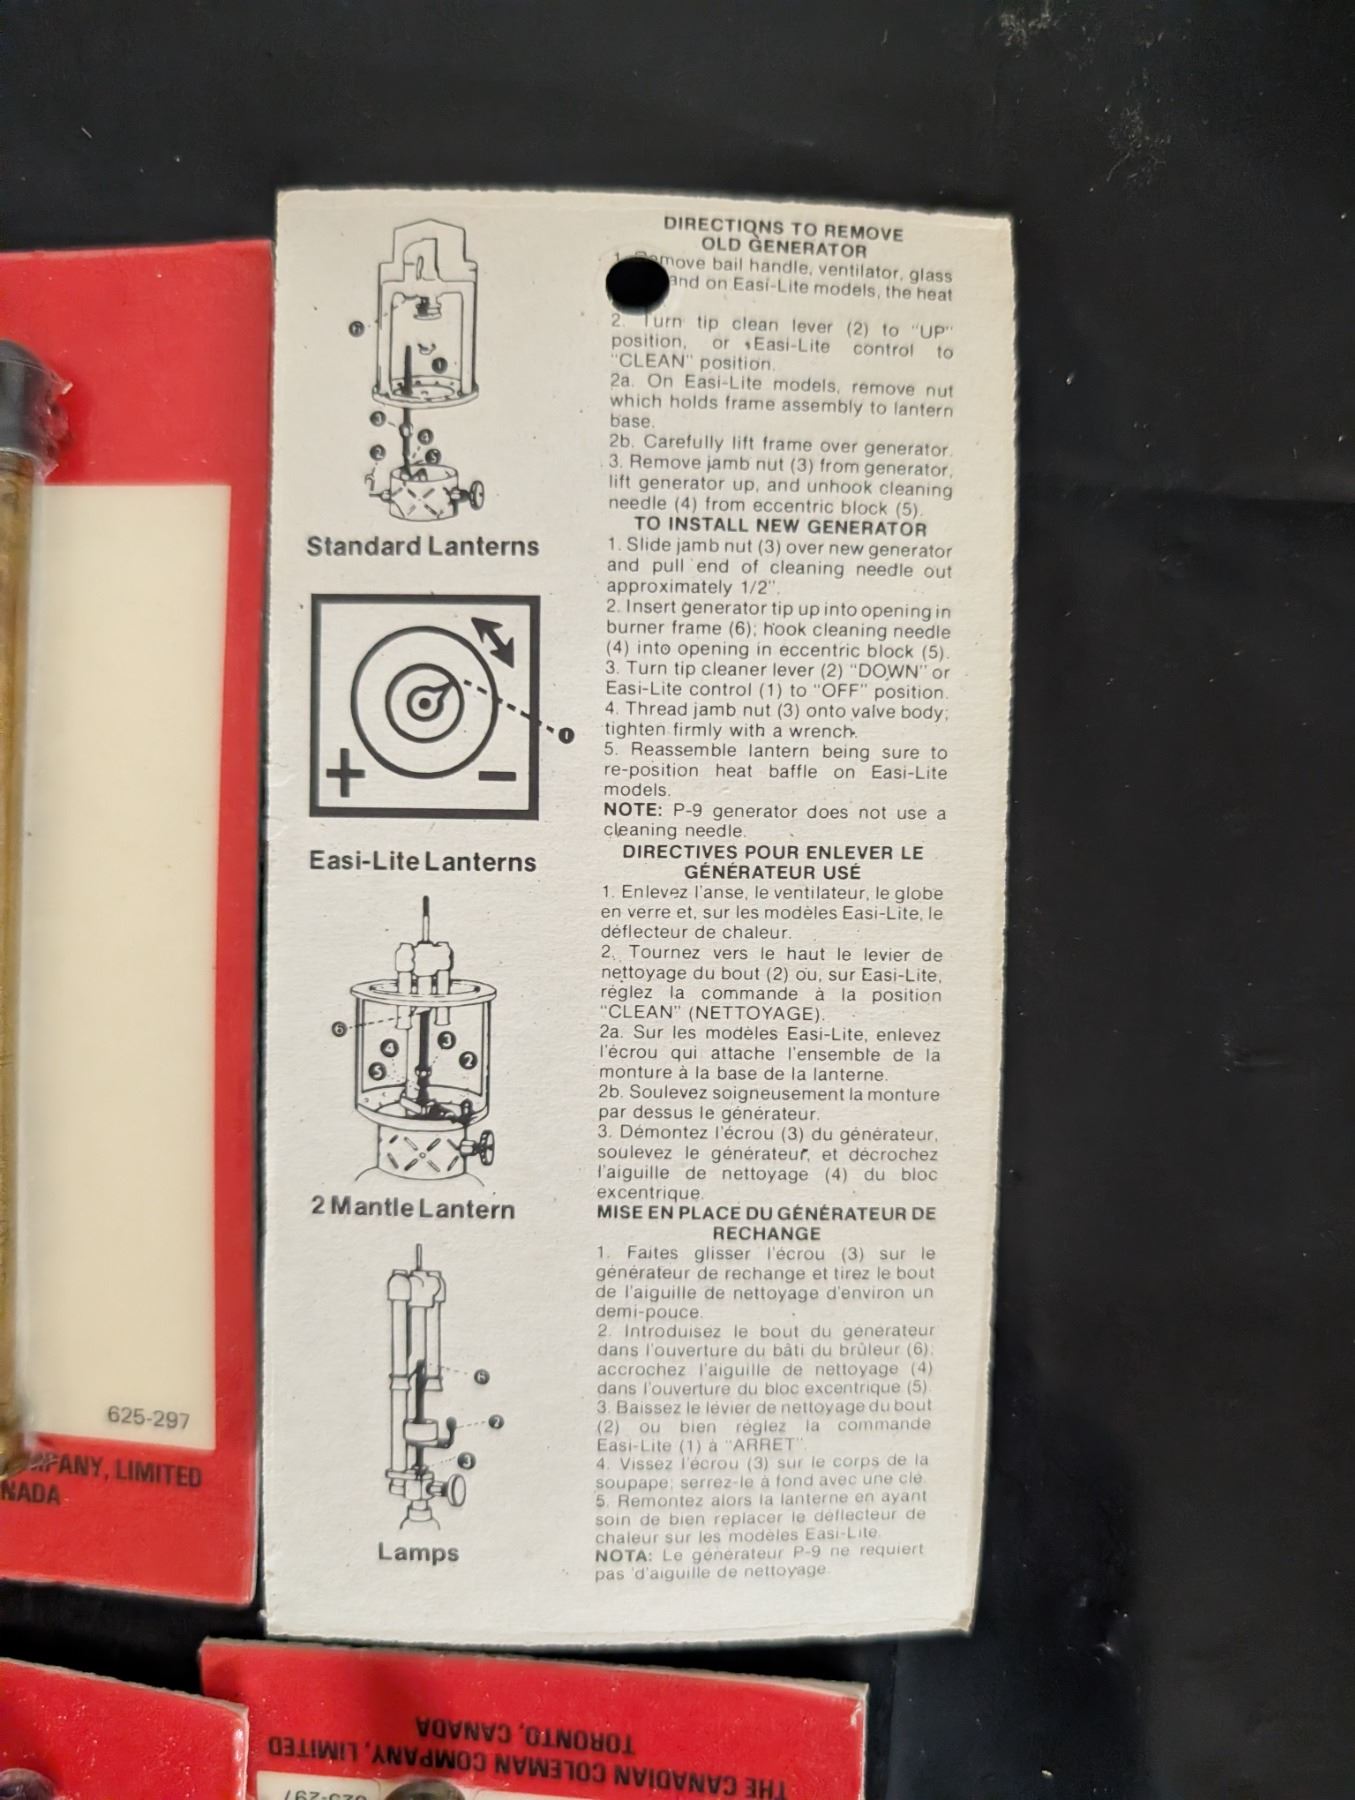 DIRECTIONS TO REMOVE
OLD GENERATOR
1. Remove bail handle, ventilator, glass
and on Easi-Lite models, the heat
2. Turn tip clean lever (2) to "UP"
position, or Easi-Lite control to
"CLEAN" position.
2a. On Easi-Lite models, remove nut
which holds frame assembly to lantern
base.
2b. Carefully lift frame over generator.
3. Remove jamb nut (3) from generator,
lift generator up, and unhook cleaning
needle (4) from eccentric block (5).
TO INSTALL NEW GENERATOR
1. Slide jamb nut (3) over new generator
and pull end of cleaning needle out
approximately 1/2".
2. Insert generator tip up into opening in
burner frame (6); hook cleaning needle
(4) into opening in eccentric block (5).
3. Turn tip cleaner lever (2) "DOWN" or
Easi-Lite control (1) to "OFF" position.
4. Thread jamb nut (3) onto valve body;
tighten firmly with a wrench.
5. Reassemble lantern being sure to
re-position heat baffle on Easi-Lite
models.
NOTE: P-9 generator does not use a
cleaning needle.
DIRECTIVES POUR ENLEVER LE
GÉNÉRATEUR USÉ
1. Enlevez l'anse, le ventilateur, le globe
en verre et, sur les modèles Easi-Lite, le
déflecteur de chaleur.
2. Tournez vers le haut le levier de
nettoyage du bout (2) ou, sur Easi-Lite,
réglez la commande à la position
"CLEAN" (NETTOYAGE).
2a. Sur les modèles Easi-Lite, enlevez
l'écrou qui attache l'ensemble de la
monture à la base de la lanterne.
2b. Soulevez soigneusement la monture
par dessus le générateur.
3. Démontez l'écrou (3) du générateur,
soulevez le générateur, et décrochez
l'aiguille de nettoyage (4) du bloc
excentrique.
MISE EN PLACE DU GÉNÉRATEUR DE
RECHANGE
1. Faites glisser l'écrou (3) sur le
générateur de rechange et tirez le bout
de l'aiguille de nettoyage d'environ un
demi-pouce.
2. Introduisez le bout du générateur
dans l'ouverture du bâti du brûleur (6);
accrochez l'aiguille de nettoyage (4)
dans l'ouverture du bloc excentrique (5).
3. Baissez le lévier de nettoyage du bout
(2) ou bien réglez la commande
Easi-Lite (1) à "ARRET".
4. Vissez l'écrou (3) sur le corps de la
soupape; serrez-le à fond avec une clé.
5. Remontez alors la lanterne en ayant
soin de bien replacer le déflecteur de
chaleur sur les modèles Easi-Lite.
NOTA: Le générateur P-9 ne requiert
pas d'aiguille de nettoyage.
1
3
4
2
5
Standard Lanterns
+
−
1
Easi-Lite Lanterns
6
4
3
5
2
2 Mantle Lantern
6
2
3
Lamps
625-297
COMPANY, LIMITED
THE CANADIAN COLEMAN COMPANY, LIMITED
TORONTO, CANADA